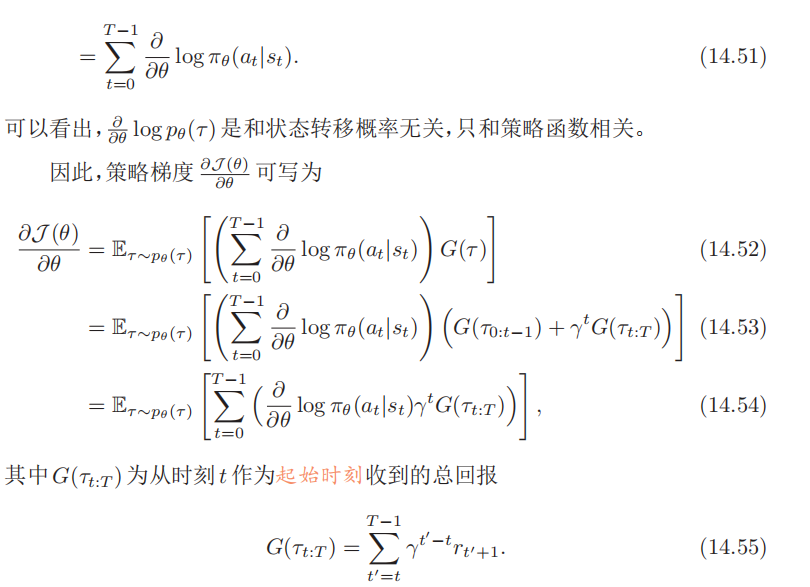 = \sum_{t=0}^{T-1} \frac{\partial}{\partial\theta} \log \pi_\theta(a_t|s_t). (14.51)
可以看出，\frac{\partial}{\partial\theta} \log p_\theta(\tau) 是和状态转移概率无关，只和策略函数相关。
因此，策略梯度 \frac{\partial \mathcal{J}(\theta)}{\partial\theta} 可写为
\frac{\partial \mathcal{J}(\theta)}{\partial\theta} = \mathbb{E}_{\tau \sim p_\theta(\tau)} \left[ \left( \sum_{t=0}^{T-1} \frac{\partial}{\partial\theta} \log \pi_\theta(a_t|s_t) \right) G(\tau) \right] (14.52)
= \mathbb{E}_{\tau \sim p_\theta(\tau)} \left[ \left( \sum_{t=0}^{T-1} \frac{\partial}{\partial\theta} \log \pi_\theta(a_t|s_t) \right) \left( G(\tau_{0:t-1}) + \gamma^t G(\tau_{t:T}) \right) \right] (14.53)
= \mathbb{E}_{\tau \sim p_\theta(\tau)} \left[ \sum_{t=0}^{T-1} \left( \frac{\partial}{\partial\theta} \log \pi_\theta(a_t|s_t) \gamma^t G(\tau_{t:T}) \right) \right], (14.54)
其中 G(\tau_{t:T}) 为从时刻 t 作为起始时刻收到的总回报
G(\tau_{t:T}) = \sum_{t'=t}^{T-1} \gamma^{t'-t} r_{t'+1}. (14.55)